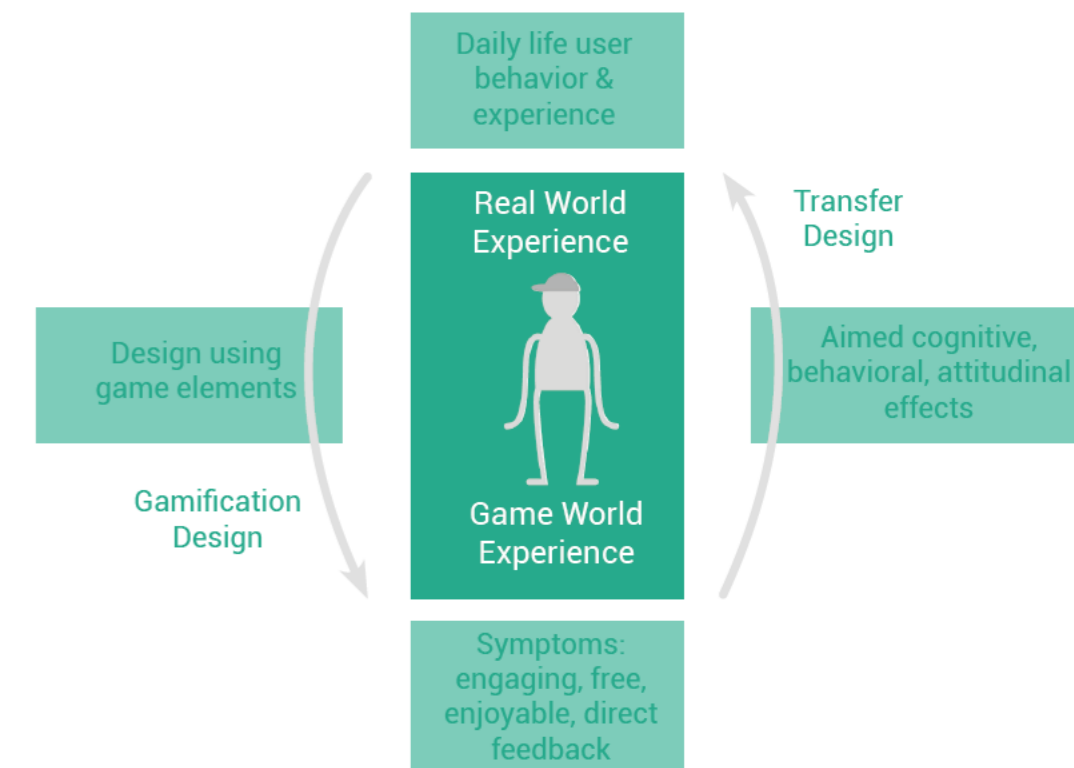 Daily life user
behavior &
experience
Real World
Experience
Transfer
Design
Design using
game elements
Aimed cognitive,
behavioral, attitudinal
effects
Gamification
Design
Game World
Experience
Symptoms:
engaging, free,
enjoyable, direct
feedback